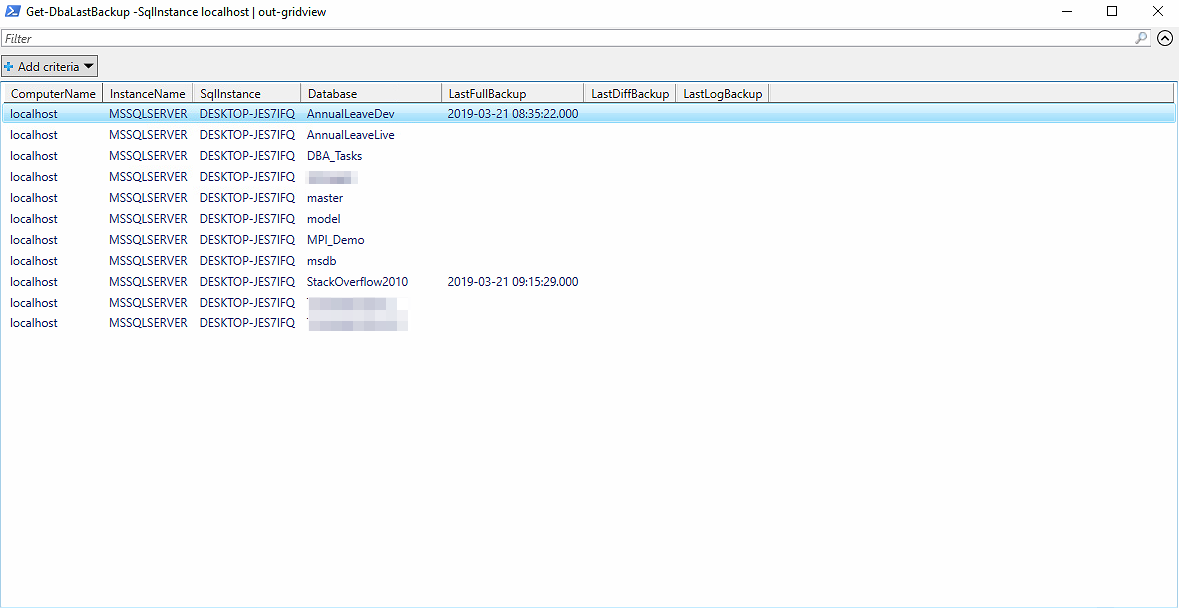 Get-DbaLastBackup -SqlInstance localhost | out-gridview
Filter
Add criteria
ComputerName InstanceName SqlInstance Database LastFullBackup LastDiffBackup LastLogBackup
localhost MSSQLSERVER DESKTOP-JES7IFQ AnnualLeaveDev 2019-03-21 08:35:22.000
localhost MSSQLSERVER DESKTOP-JES7IFQ AnnualLeaveLive
localhost MSSQLSERVER DESKTOP-JES7IFQ DBA_Tasks
localhost MSSQLSERVER DESKTOP-JES7IFQ
localhost MSSQLSERVER DESKTOP-JES7IFQ master
localhost MSSQLSERVER DESKTOP-JES7IFQ model
localhost MSSQLSERVER DESKTOP-JES7IFQ MPI_Demo
localhost MSSQLSERVER DESKTOP-JES7IFQ msdb
localhost MSSQLSERVER DESKTOP-JES7IFQ StackOverflow2010 2019-03-21 09:15:29.000
localhost MSSQLSERVER DESKTOP-JES7IFQ
localhost MSSQLSERVER DESKTOP-JES7IFQ